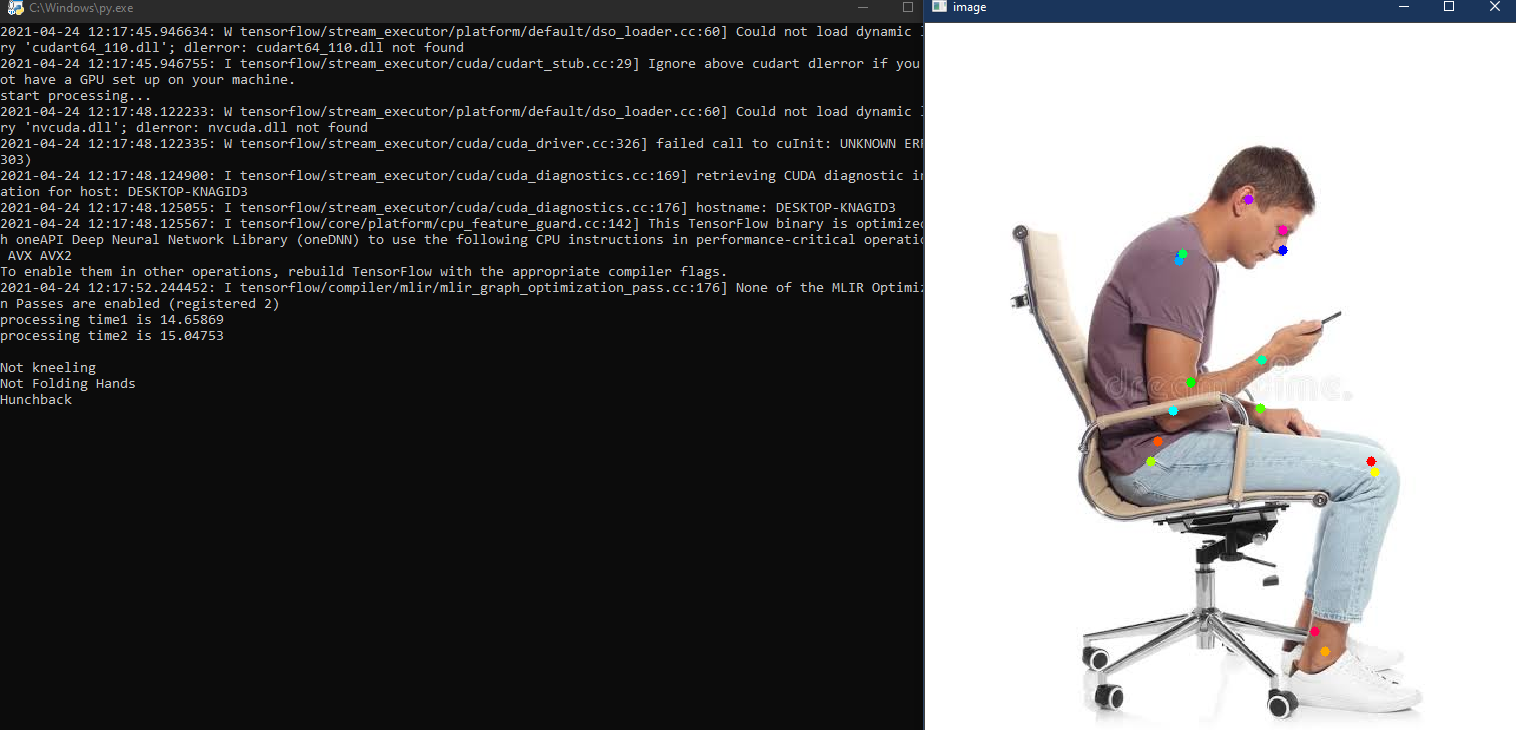 C:\Windows\py.exe
2021-04-24 12:17:45.946634: W tensorflow/stream_executor/platform/default/dso_loader.cc:60] Could not load dynamic
ry 'cudart64_110.dll'; dlerror: cudart64_110.dll not found
2021-04-24 12:17:45.946755: I tensorflow/stream_executor/cuda/cudart_stub.cc:29] Ignore above cudart dlerror if you
ot have a GPU set up on your machine.
start processing...
2021-04-24 12:17:48.122233: W tensorflow/stream_executor/platform/default/dso_loader.cc:60] Could not load dynamic
ry 'nvcuda.dll'; dlerror: nvcuda.dll not found
2021-04-24 12:17:48.122335: W tensorflow/stream_executor/cuda/cuda_driver.cc:326] failed call to cuInit: UNKNOWN ER
303)
2021-04-24 12:17:48.124900: I tensorflow/stream_executor/cuda/cuda_diagnostics.cc:169] retrieving CUDA diagnostic in
ation for host: DESKTOP-KNAGID3
2021-04-24 12:17:48.125055: I tensorflow/stream_executor/cuda/cuda_diagnostics.cc:176] hostname: DESKTOP-KNAGID3
2021-04-24 12:17:48.125567: I tensorflow/core/platform/cpu_feature_guard.cc:142] This TensorFlow binary is optimized
h oneAPI Deep Neural Network Library (oneDNN) to use the following CPU instructions in performance-critical operatio
AVX AVX2
To enable them in other operations, rebuild TensorFlow with the appropriate compiler flags.
2021-04-24 12:17:52.244452: I tensorflow/compiler/mlir/mlir_graph_optimization_pass.cc:176] None of the MLIR Optimiz
n Passes are enabled (registered 2)
processing time1 is 14.65869
processing time2 is 15.04753
Not kneeling
Not Folding Hands
Hunchback
image